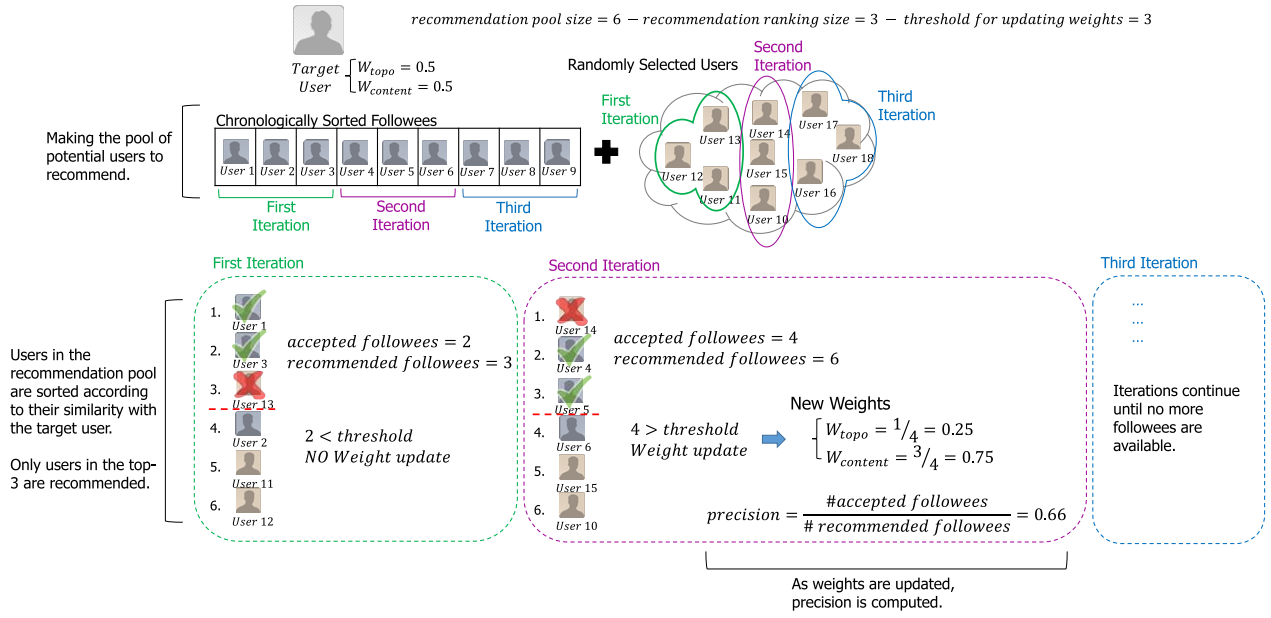 recommendation pool size = 6 − recommendation ranking size = 3 − threshold for updating weights = 3
Target
User
W_topo = 0.5
W_content = 0.5
Randomly Selected Users
Second
Iteration
First
Iteration
Third
Iteration
User 13
User 14
User 17
User 18
User 12
User 15
User 16
User 11
User 10
Making the pool of
potential users to
recommend.
Chronologically Sorted Followees
User 1 User 2 User 3 User 4 User 5 User 6 User 7 User 8 User 9
First
Iteration
Second
Iteration
Third
Iteration
Users in the
recommendation pool
are sorted according
to their similarity with
the target user.
Only users in the top-
3 are recommended.
First Iteration
1. User 1
2. User 3
3. User 13
4. User 2
5. User 11
6. User 12
accepted followees = 2
recommended followees = 3
2 < threshold
NO Weight update
Second Iteration
1. User 14
2. User 4
3. User 5
4. User 6
5. User 15
6. User 10
accepted followees = 4
recommended followees = 6
4 > threshold
Weight update
New Weights
W_topo = 1/4 = 0.25
W_content = 3/4 = 0.75
precision = #accepted followees / # recommended followees = 0.66
As weights are updated,
precision is computed.
Third Iteration
...
...
...
Iterations continue
until no more
followees are
available.